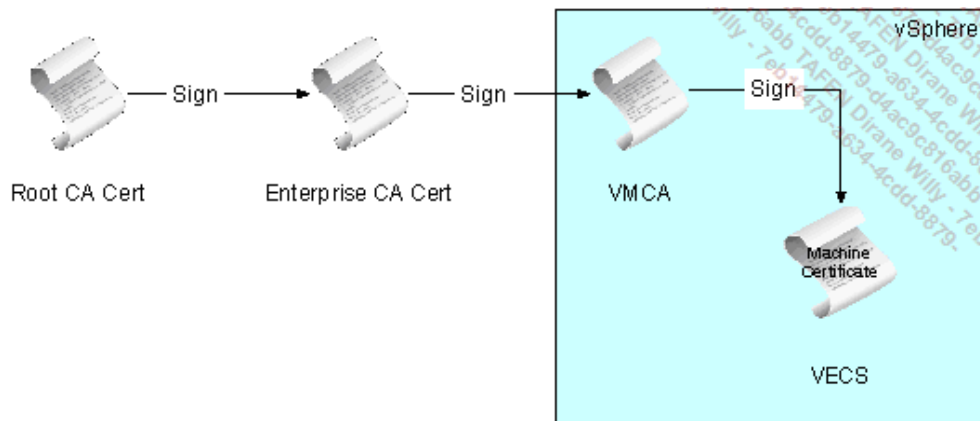 vSphere
Sign
Sign
Sign
Root CA Cert
Enterprise CA Cert
VMCA
Machine
Certificate
VECS